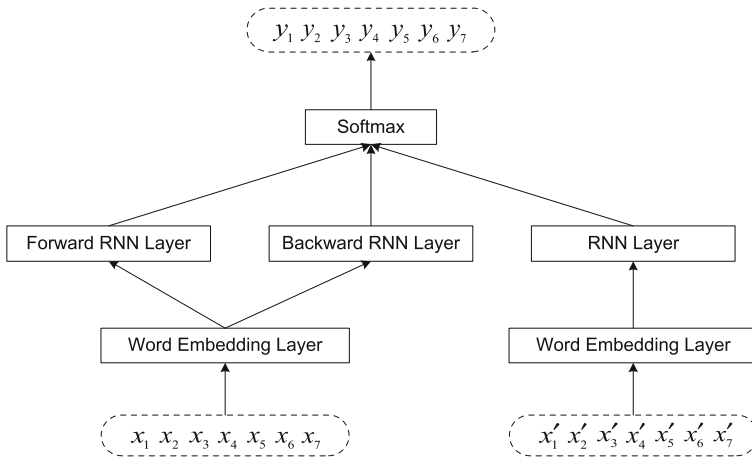 y₁ y₂ y₃ y₄ y₅ y₆ y₇
Softmax
Forward RNN Layer
Backward RNN Layer
RNN Layer
Word Embedding Layer
Word Embedding Layer
x₁ x₂ x₃ x₄ x₅ x₆ x₇
x′₁ x′₂ x′₃ x′₄ x′₅ x′₆ x′₇